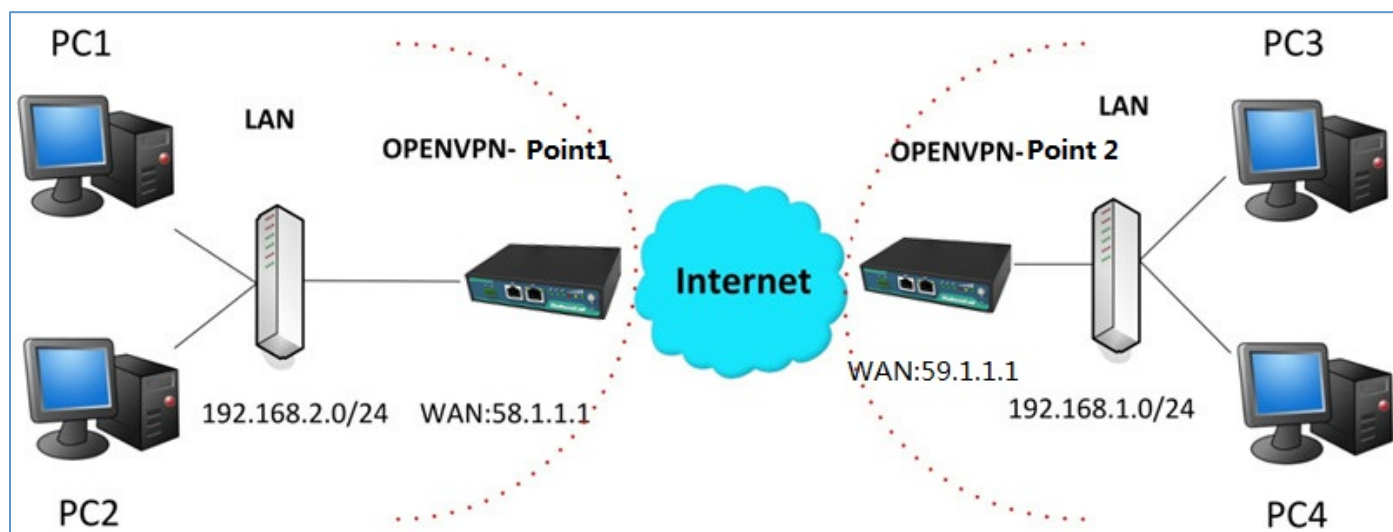 PC1
LAN
OPENVPN- Point1
192.168.2.0/24
WAN:58.1.1.1
PC2
Internet
PC3
LAN
OPENVPN-Point 2
WAN:59.1.1.1
192.168.1.0/24
PC4